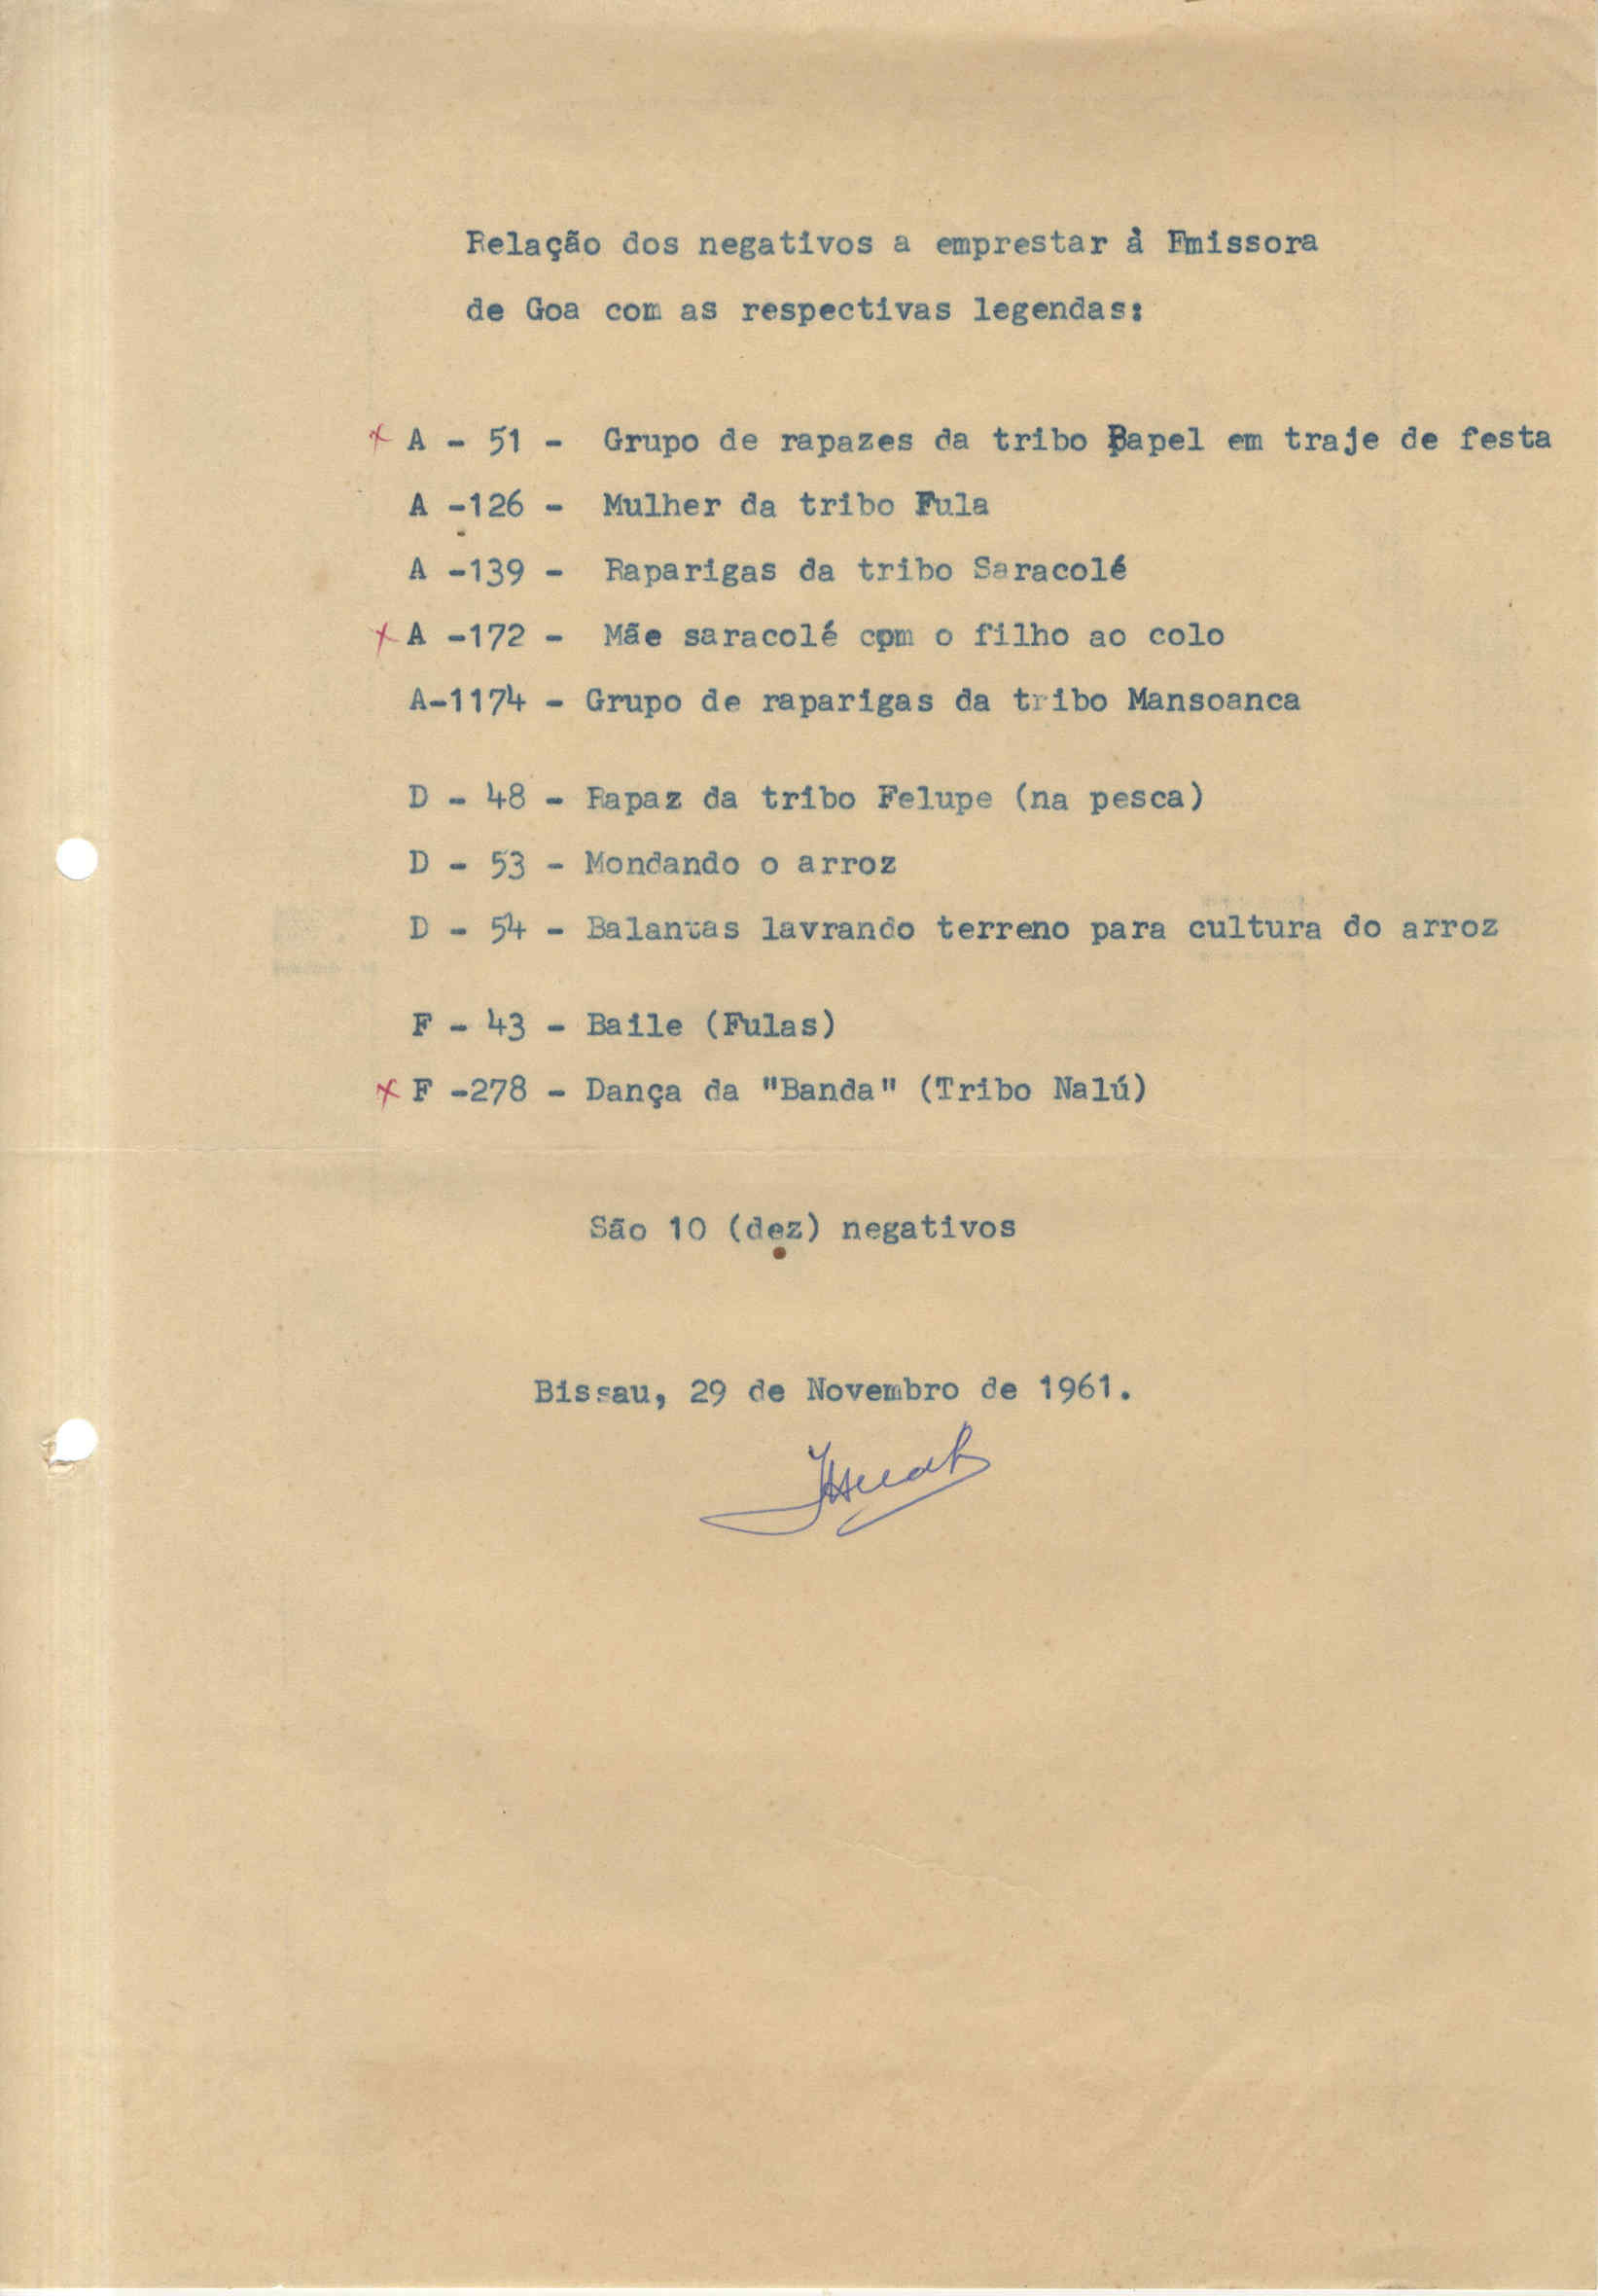 Relação dos negativos a emprestar à Emissora
de Goa com as respectivas legendas:
x A - 51 - Grupo de rapazes da tribo Papel em traje de festa
A -126 - Mulher da tribo Fula
A -139 - Raparigas da tribo Saracolé
x A -172 - Mãe saracolé com o filho ao colo
A-1174 - Grupo de raparigas da tribo Mansoanca
D - 48 - Rapaz da tribo Felupe (na pesca)
D - 53 - Mondando o arroz
D - 54 - Balantas lavrando terreno para cultura do arroz
F - 43 - Baile (Fulas)
x F -278 - Dança da "Banda" (Tribo Nalú)
São 10 (dez) negativos
Bissau, 29 de Novembro de 1961.